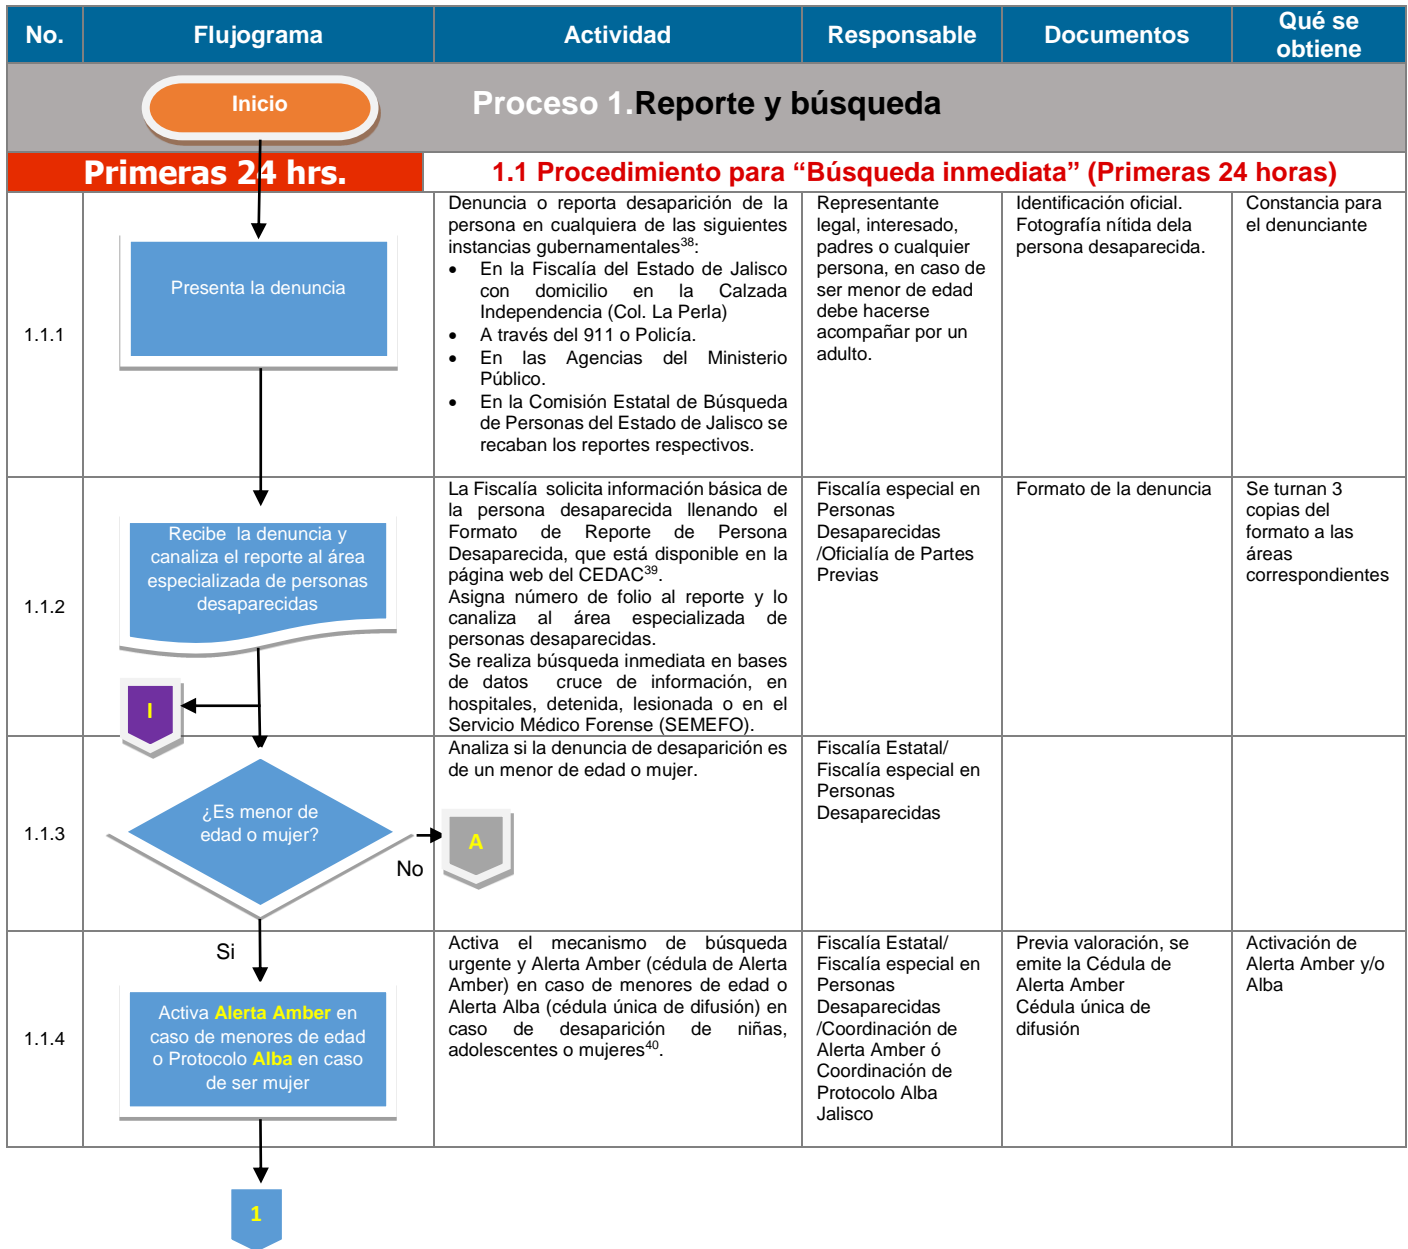 No.
Flujograma
Actividad
Responsable
Documentos
Qué se
obtiene
Inicio
Proceso 1.Reporte y búsqueda
Primeras 24 hrs.
1.1 Procedimiento para “Búsqueda inmediata” (Primeras 24 horas)
1.1.1
Presenta la denuncia
Denuncia o reporta desaparición de la
persona en cualquiera de las siguientes
instancias gubernamentales38:
• En la Fiscalía del Estado de Jalisco
con domicilio en la Calzada
Independencia (Col. La Perla)
• A través del 911 o Policía.
• En las Agencias del Ministerio
Público.
• En la Comisión Estatal de Búsqueda
de Personas del Estado de Jalisco se
recaban los reportes respectivos.
Representante
legal, interesado,
padres o cualquier
persona, en caso de
ser menor de edad
debe hacerse
acompañar por un
adulto.
Identificación oficial.
Fotografía nítida dela
persona desaparecida.
Constancia para
el denunciante
1.1.2
Recibe la denuncia y
canaliza el reporte al área
especializada de personas
desaparecidas
I
La Fiscalía solicita información básica de
la persona desaparecida llenando el
Formato de Reporte de Persona
Desaparecida, que está disponible en la
página web del CEDAC39.
Asigna número de folio al reporte y lo
canaliza al área especializada de
personas desaparecidas.
Se realiza búsqueda inmediata en bases
de datos cruce de información, en
hospitales, detenida, lesionada o en el
Servicio Médico Forense (SEMEFO).
Fiscalía especial en
Personas
Desaparecidas
/Oficialía de Partes
Previas
Formato de la denuncia
Se turnan 3
copias del
formato a las
áreas
correspondientes
1.1.3
¿Es menor de
edad o mujer?
No
A
Analiza si la denuncia de desaparición es
de un menor de edad o mujer.
Fiscalía Estatal/
Fiscalía especial en
Personas
Desaparecidas
1.1.4
Si
Activa Alerta Amber en
caso de menores de edad
o Protocolo Alba en caso
de ser mujer
Activa el mecanismo de búsqueda
urgente y Alerta Amber (cédula de Alerta
Amber) en caso de menores de edad o
Alerta Alba (cédula única de difusión) en
caso de desaparición de niñas,
adolescentes o mujeres40.
Fiscalía Estatal/
Fiscalía especial en
Personas
Desaparecidas
/Coordinación de
Alerta Amber ó
Coordinación de
Protocolo Alba
Jalisco
Previa valoración, se
emite la Cédula de
Alerta Amber
Cédula única de
difusión
Activación de
Alerta Amber y/o
Alba
1